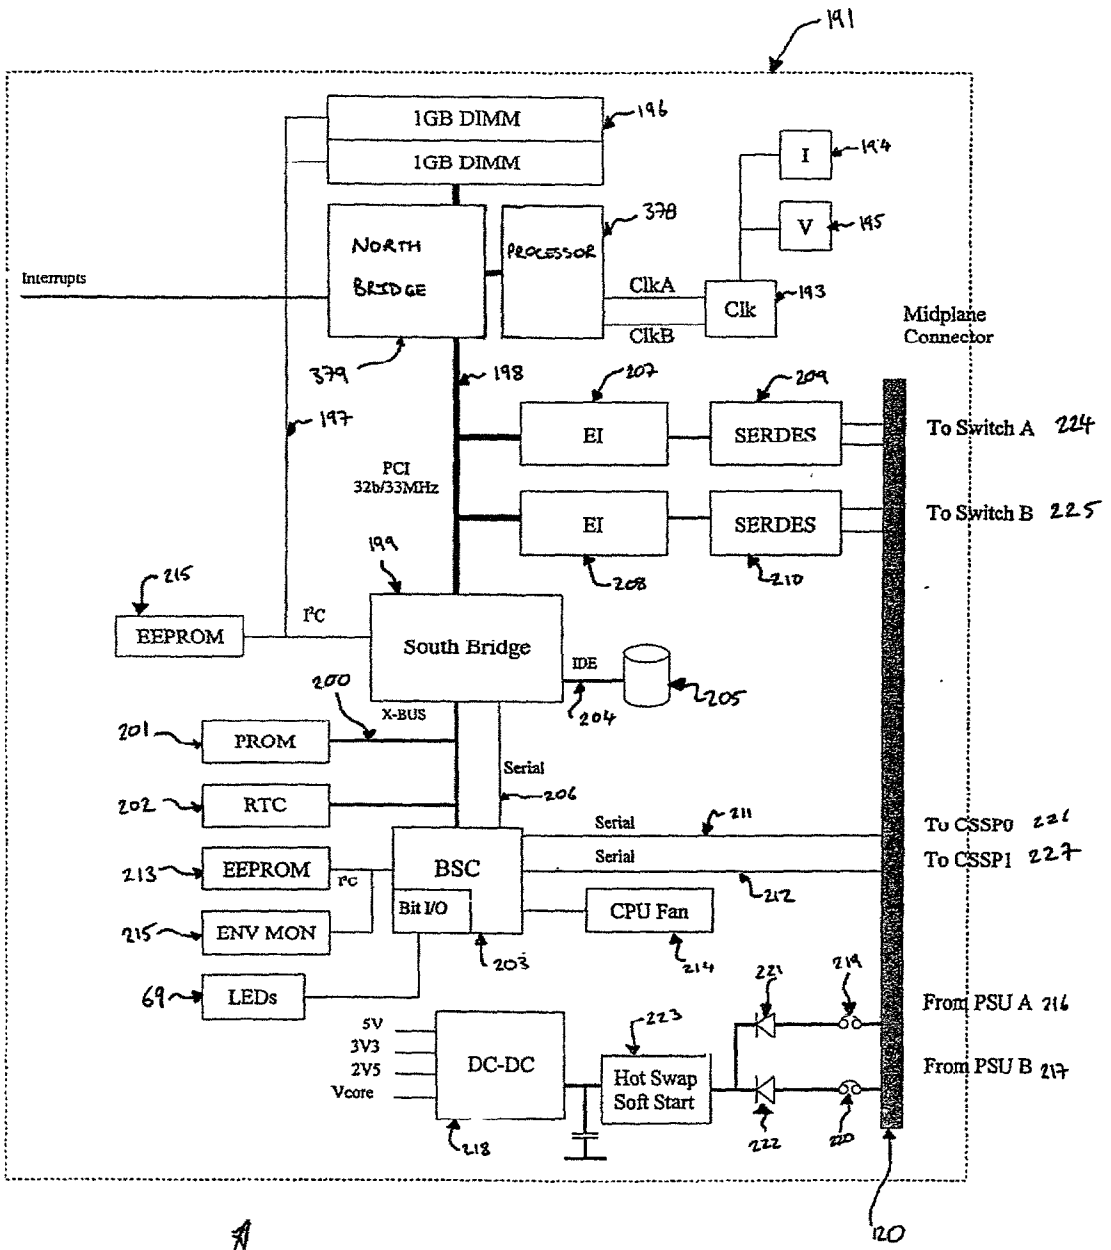 191
1GB DIMM
196
1GB DIMM
I
194
V
195
NORTH
BRIDGE
PROCESSOR
378
Interrupts
ClkA
Clk
193
ClkB
Midplane
Connector
379
198
207
209
197
EI
SERDES
To Switch A 224
PCI
32b/33MHz
EI
SERDES
To Switch B 225
199
208
210
215
EEPROM
I²C
South Bridge
IDE
204
205
200
X-BUS
201
PROM
Serial
206
202
RTC
Serial
211
To CSSP0 226
213
EEPROM
I²C
BSC
Serial
212
To CSSP1 227
Bit I/O
CPU Fan
215
ENV MON
203
214
69
LEDs
221
219
From PSU A 216
5V
3V3
2V5
Vcore
DC-DC
223
Hot Swap
Soft Start
From PSU B 217
218
222
220
120